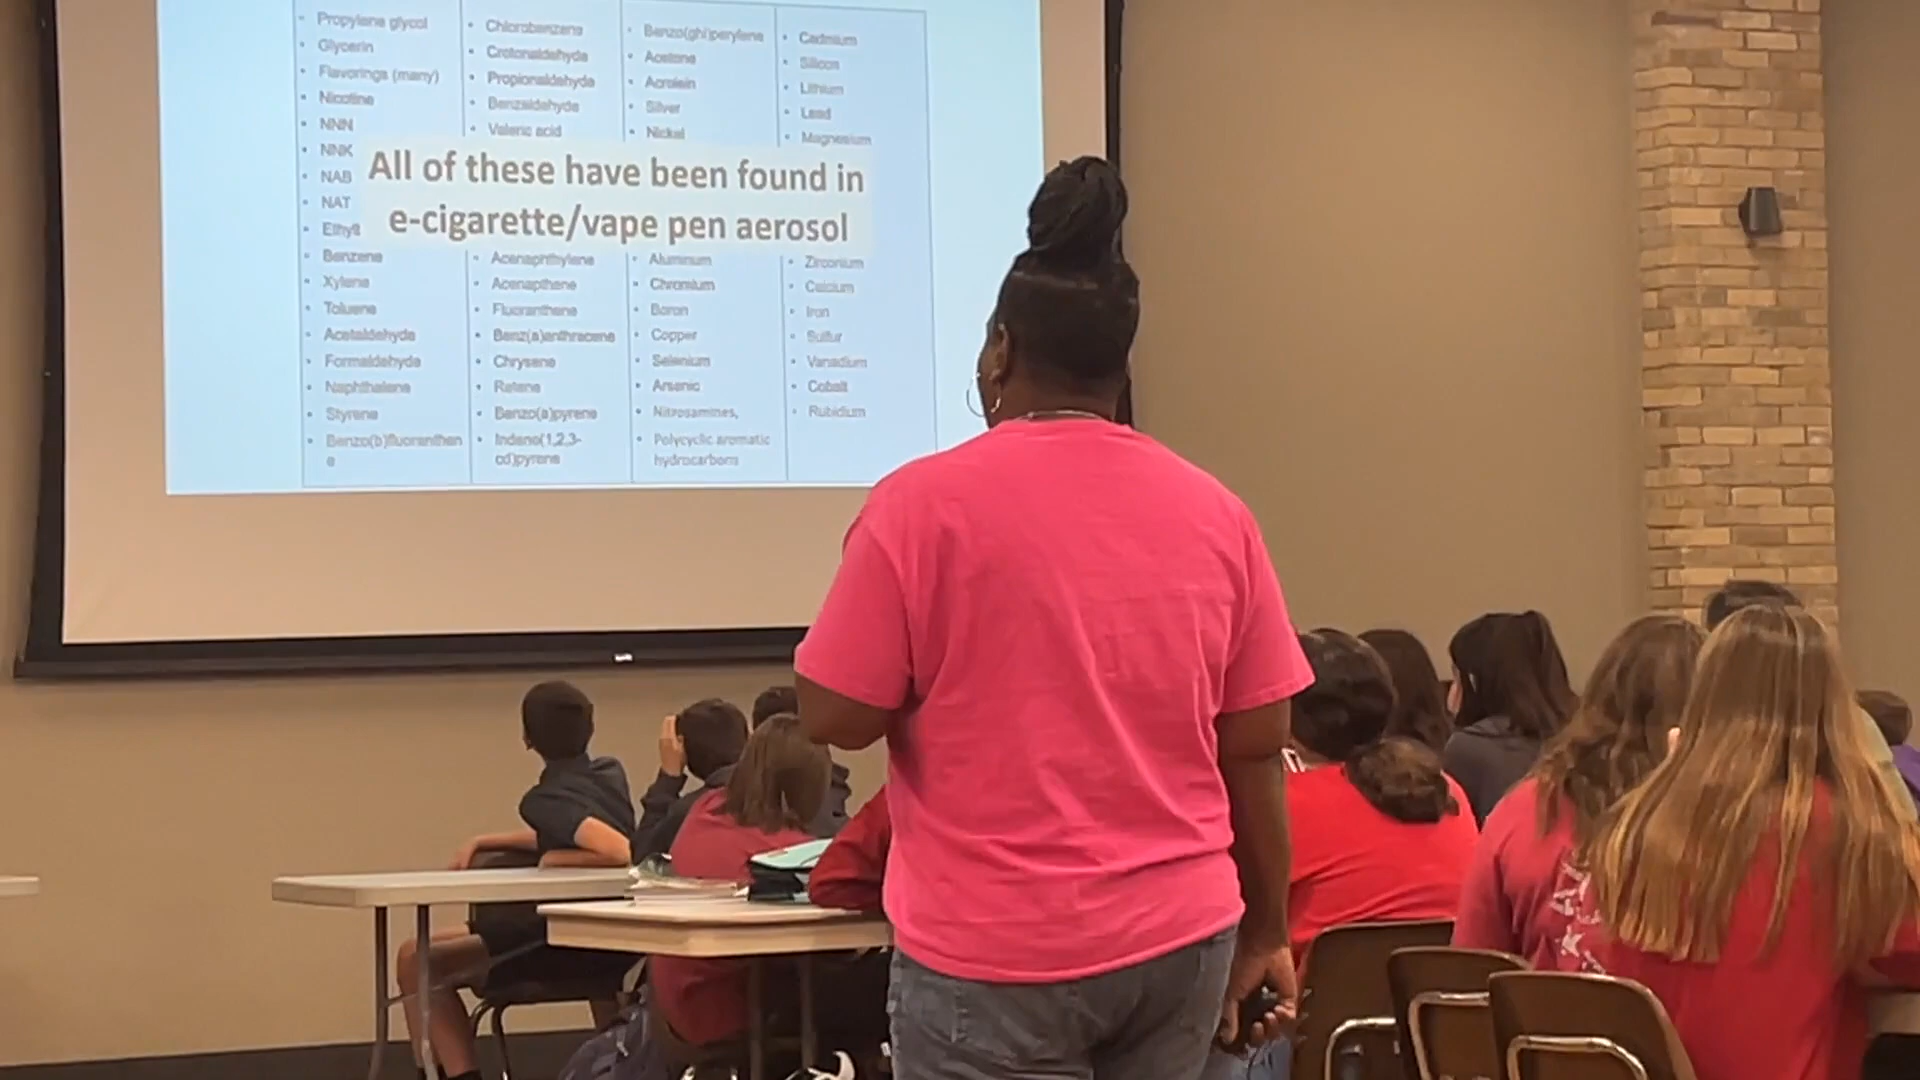 • Propylene glycol
• Glycerin
• Flavorings (many)
• Nicotine
• NNN
• NNK
• NAB
• NAT
• Ethyl
• Benzene
• Xylene
• Toluene
• Acetaldehyde
• Formaldehyde
• Naphthalene
• Styrene
• Benzo(b)fluoranthen
e
• Chlorobenzene
• Crotonaldehyde
• Propionaldehyde
• Benzaldehyde
• Valeric acid
All of these have been found in
e-cigarette/vape pen aerosol
• Acenaphthylene
• Acenapthene
• Fluoranthene
• Benz(a)anthracene
• Chrysene
• Retene
• Benzo(a)pyrene
• Indeno(1,2,3-
cd)pyrene
• Benzo(ghi)perylene
• Acetone
• Acrolein
• Silver
• Nickel
• Aluminum
• Chromium
• Boron
• Copper
• Selenium
• Arsenic
• Nitrosamines,
• Polycyclic aromatic
hydrocarbons
• Cadmium
• Silicon
• Lithium
• Lead
• Magnesium
• Zirconium
• Calcium
• Iron
• Sulfur
• Vanadium
• Cobalt
• Rubidium